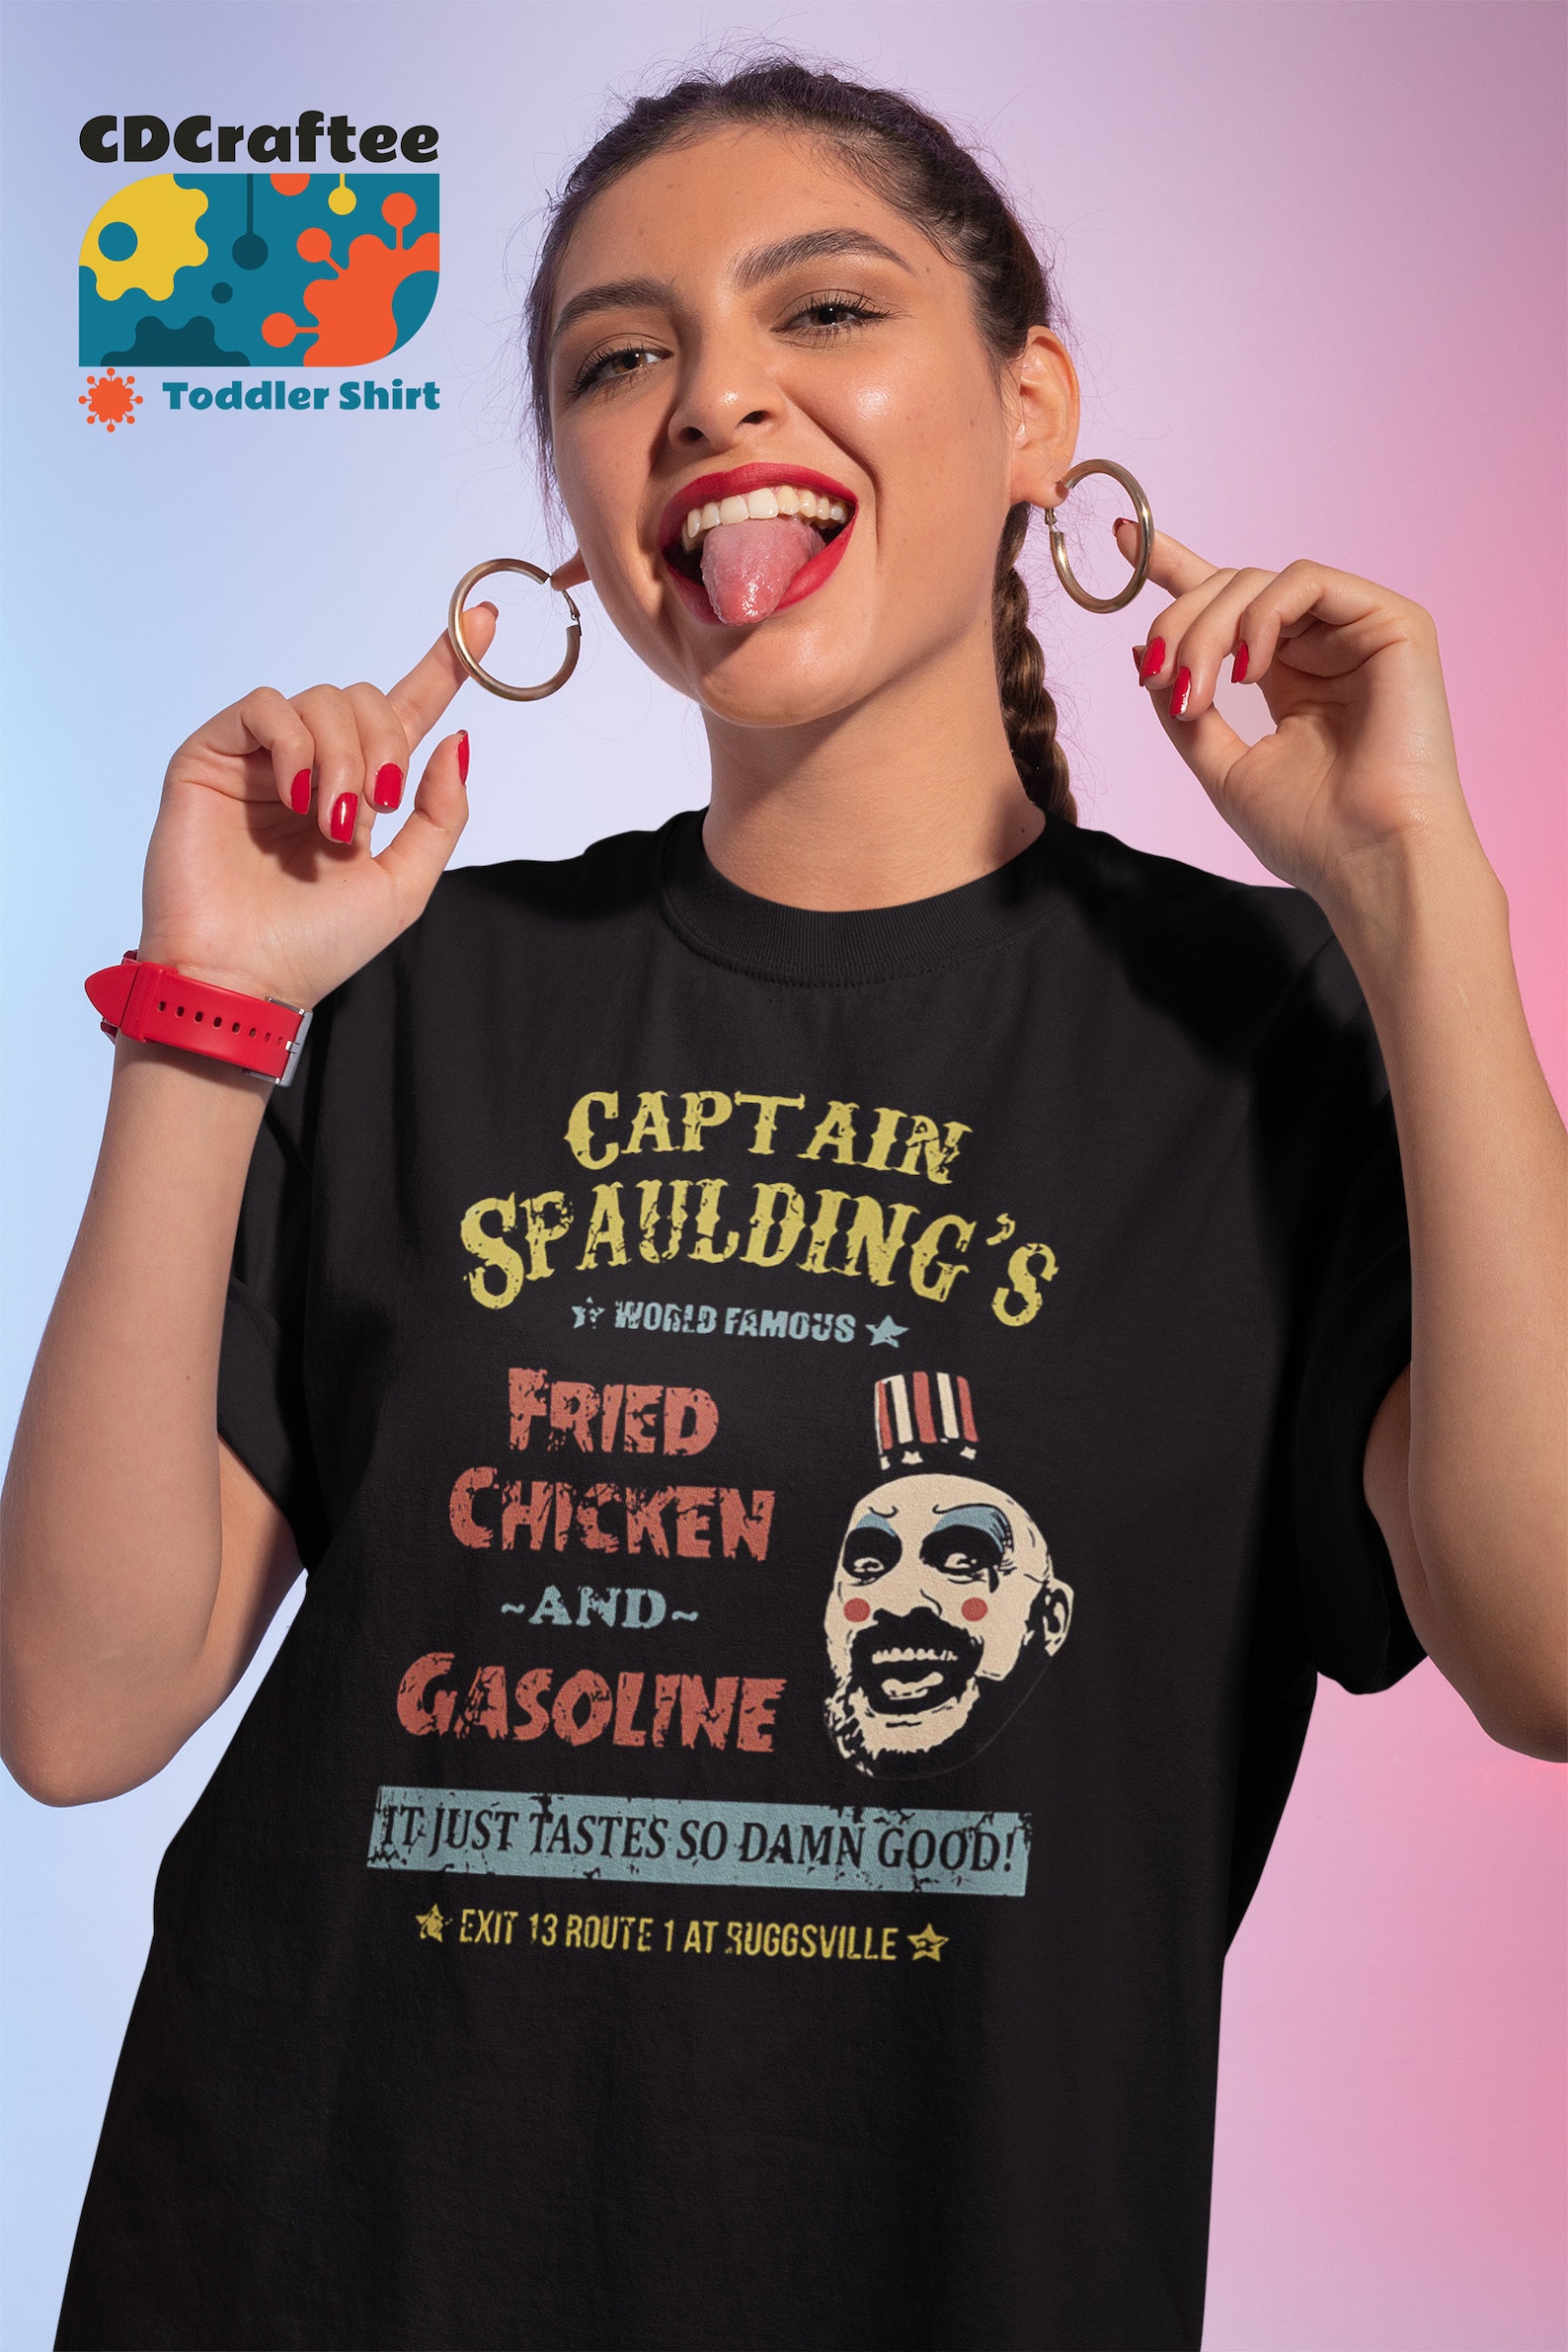 CDCraftee
Toddler Shirt
CAPTAIN
SPAULDING'S
WORLD FAMOUS
FRIED
CHICKEN
~AND~
GASOLINE
IT JUST TASTES SO DAMN GOOD!
EXIT 13 ROUTE 1 AT RUGGSVILLE